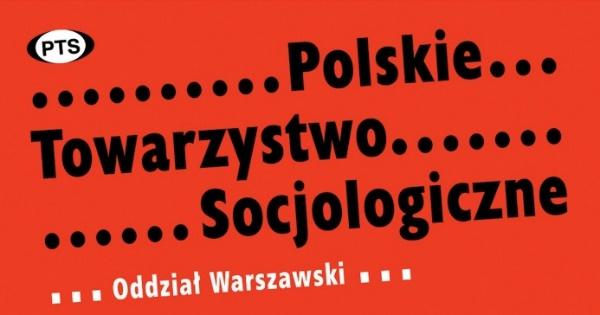 PTS
..........Polskie...
Towarzystwo.......
......Socjologiczne
...Oddział Warszawski...